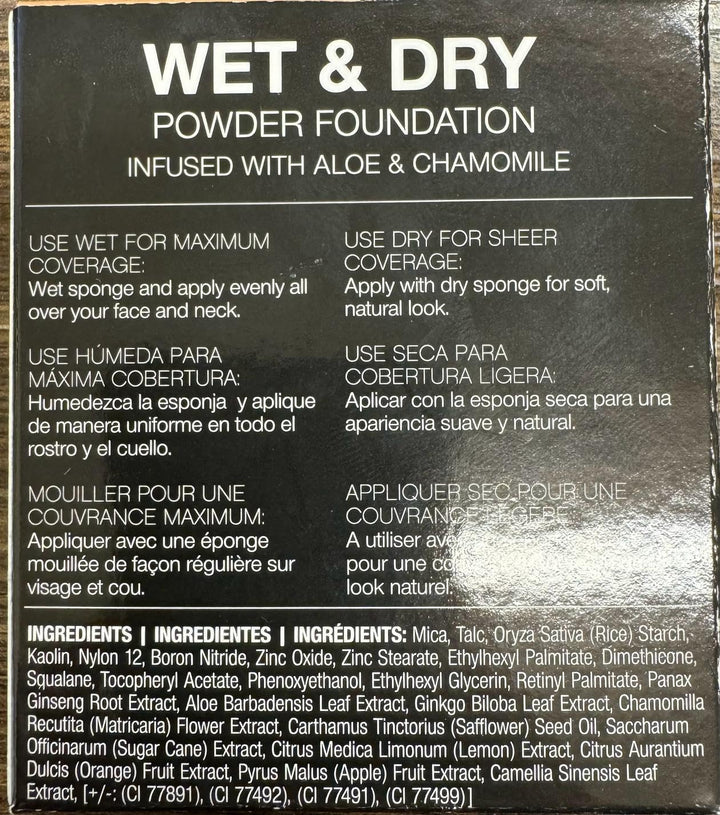 WET & DRY
POWDER FOUNDATION
INFUSED WITH ALOE & CHAMOMILE
USE WET FOR MAXIMUM
COVERAGE:
Wet sponge and apply evenly all
over your face and neck.
USE DRY FOR SHEER
COVERAGE:
Apply with dry sponge for soft,
natural look.
USE HÚMEDA PARA
MÁXIMA COBERTURA:
Humedezca la esponja y aplique
de manera uniforme en todo el
rostro y el cuello.
USE SECA PARA
COBERTURA LIGERA:
Aplicar con la esponja seca para una
apariencia suave y natural.
MOUILLER POUR UNE
COUVRANCE MAXIMUM:
Appliquer avec une éponge
mouillée de façon régulière sur
visage et cou.
APPLIQUER SEC POUR UNE
COUVRANCE
A utiliser
pour une
look naturel.
INGREDIENTS | INGREDIENTES | INGRÉDIENTS: Mica, Talc, Oryza Sativa (Rice) Starch,
Kaolin, Nylon 12, Boron Nitride, Zinc Oxide, Zinc Stearate, Ethylhexyl Palmitate, Dimethicone,
Squalane, Tocopheryl Acetate, Phenoxyethanol, Ethylhexyl Glycerin, Retinyl Palmitate, Panax
Ginseng Root Extract, Aloe Barbadensis Leaf Extract, Ginkgo Biloba Leaf Extract, Chamomilla
Recutita (Matricaria) Flower Extract, Carthamus Tinctorius (Safflower) Seed Oil, Saccharum
Officinarum (Sugar Cane) Extract, Citrus Medica Limonum (Lemon) Extract, Citrus Aurantium
Dulcis (Orange) Fruit Extract, Pyrus Malus (Apple) Fruit Extract, Camellia Sinensis Leaf
Extract, [+/-: (CI 77891), (CI 77492), (CI 77491), (CI 77499)]